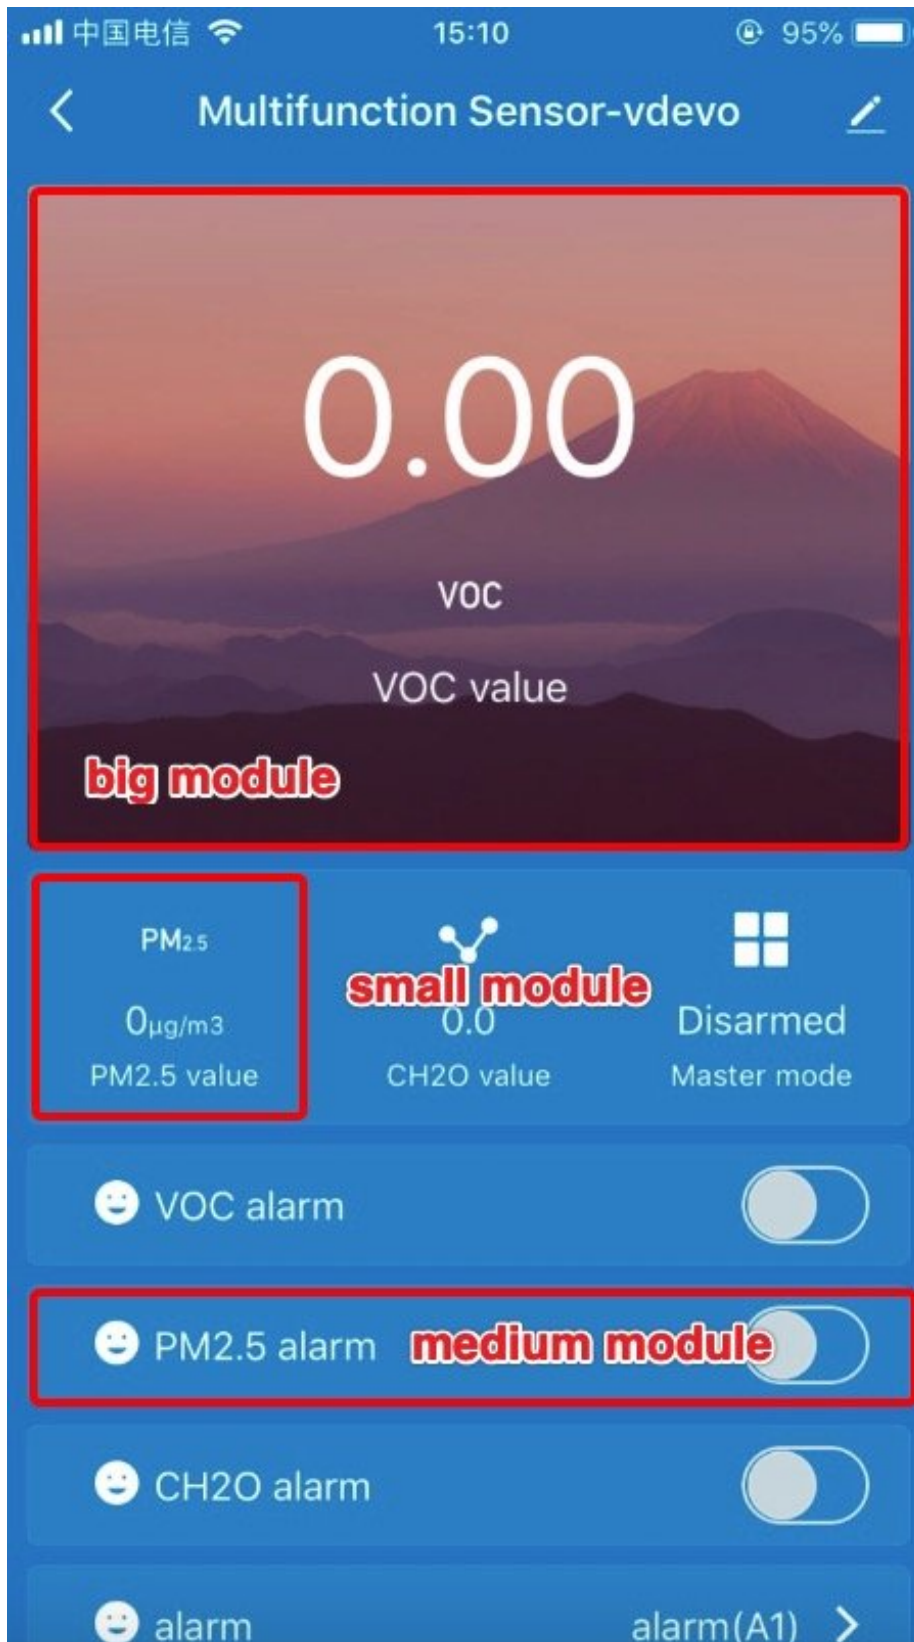 中国电信 15:10 95%
Multifunction Sensor-vdevo
0.00
VOC
VOC value
big module
PM2.5
small module
0μg/m3 0.0 Disarmed
PM2.5 value CH2O value Master mode
VOC alarm
PM2.5 alarm medium module
CH2O alarm
alarm alarm(A1)